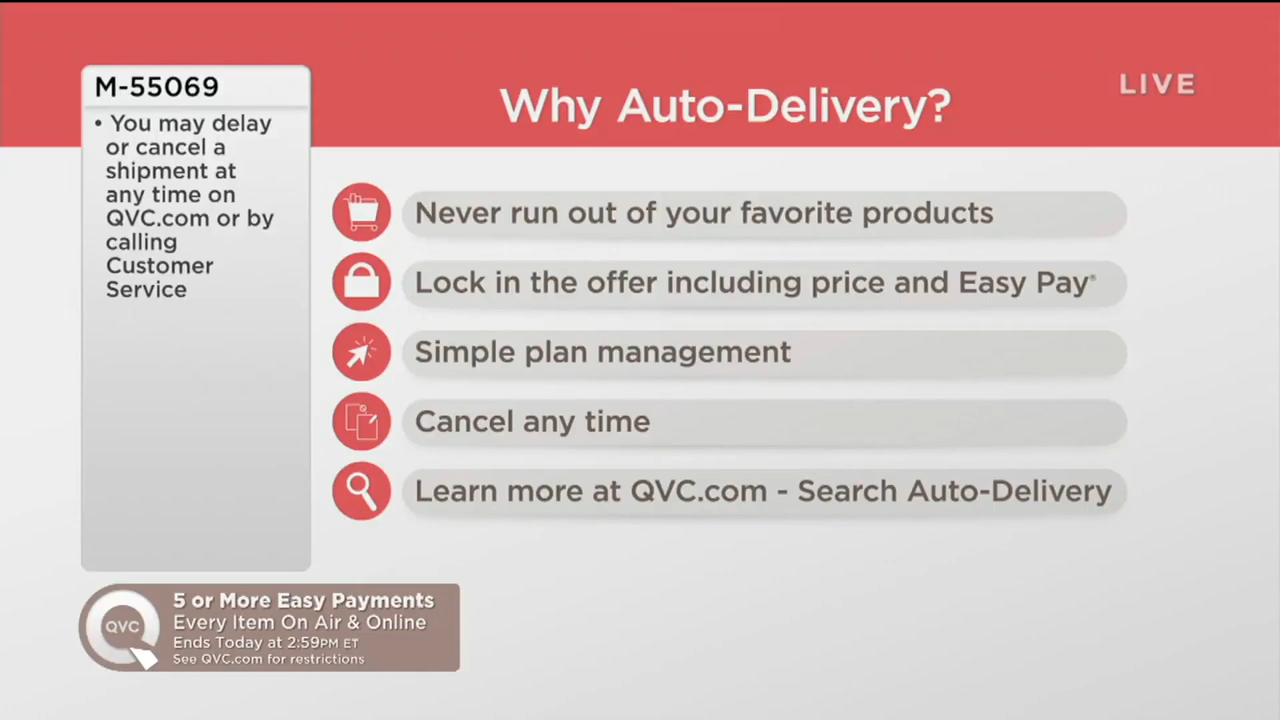 M-55069
• You may delay
or cancel a
shipment at
any time on
QVC.com or by
calling
Customer
Service
Why Auto-Delivery?
LIVE
Never run out of your favorite products
Lock in the offer including price and Easy Pay®
Simple plan management
Cancel any time
Learn more at QVC.com - Search Auto-Delivery
QVC
5 or More Easy Payments
Every Item On Air & Online
Ends Today at 2:59PM ET
See QVC.com for restrictions